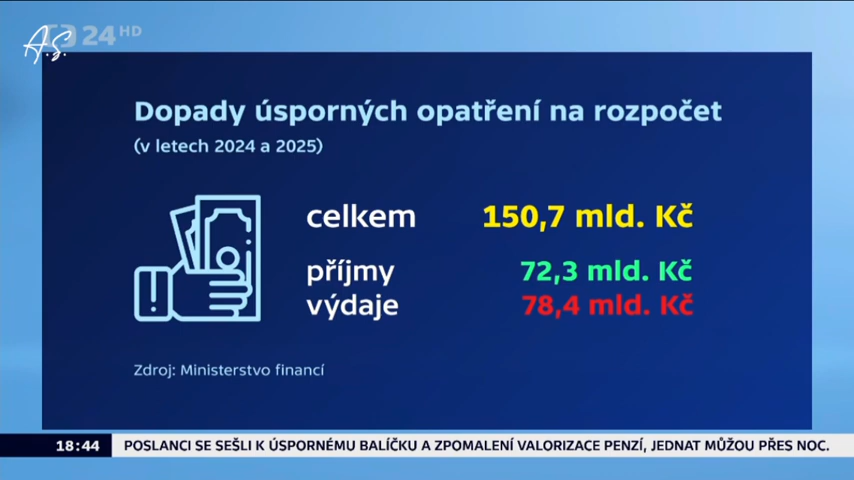 A.S.
24 HD
Dopady úsporných opatření na rozpočet
(v letech 2024 a 2025)
celkem 150,7 mld. Kč
příjmy 72,3 mld. Kč
výdaje 78,4 mld. Kč
Zdroj: Ministerstvo financí
18:44 POSLANCI SE SEŠLI K ÚSPORNÉMU BALÍČKU A ZPOMALENÍ VALORIZACE PENZÍ, JEDNAT MŮŽOU PŘES NOC.